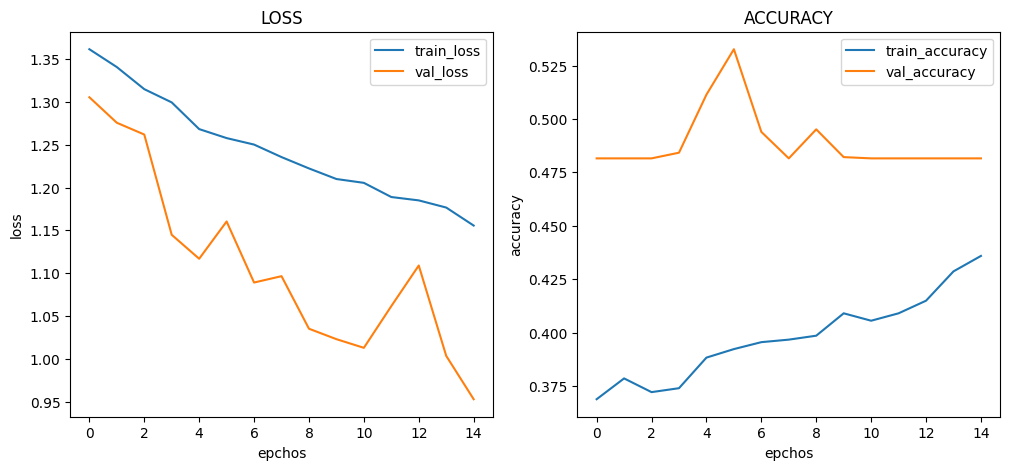 LOSS
train_loss
val_loss
1.35
1.30
1.25
1.20
1.15
1.10
1.05
1.00
0.95
loss
0 2 4 6 8 10 12 14
epchos
ACCURACY
train_accuracy
val_accuracy
0.525
0.500
0.475
0.450
0.425
0.400
0.375
accuracy
0 2 4 6 8 10 12 14
epchos